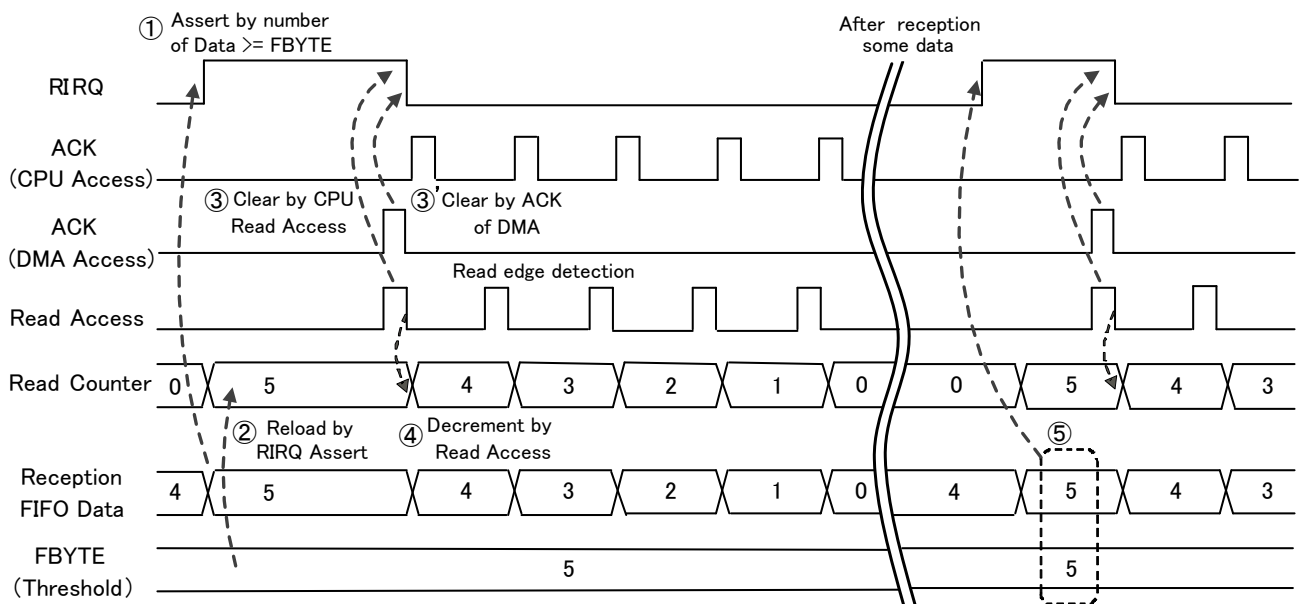 ① Assert by number
of Data >= FBYTE
After reception
some data
RIRQ
ACK
(CPU Access)
③ Clear by CPU
Read Access
③' Clear by ACK
of DMA
ACK
(DMA Access)
Read edge detection
Read Access
Read Counter 0 5 4 3 2 1 0 0 5 4 3
② Reload by
RIRQ Assert
④ Decrement by
Read Access
⑤
Reception
FIFO Data
4 5 4 3 2 1 0 4 5 4 3
FBYTE
(Threshold)
5 5